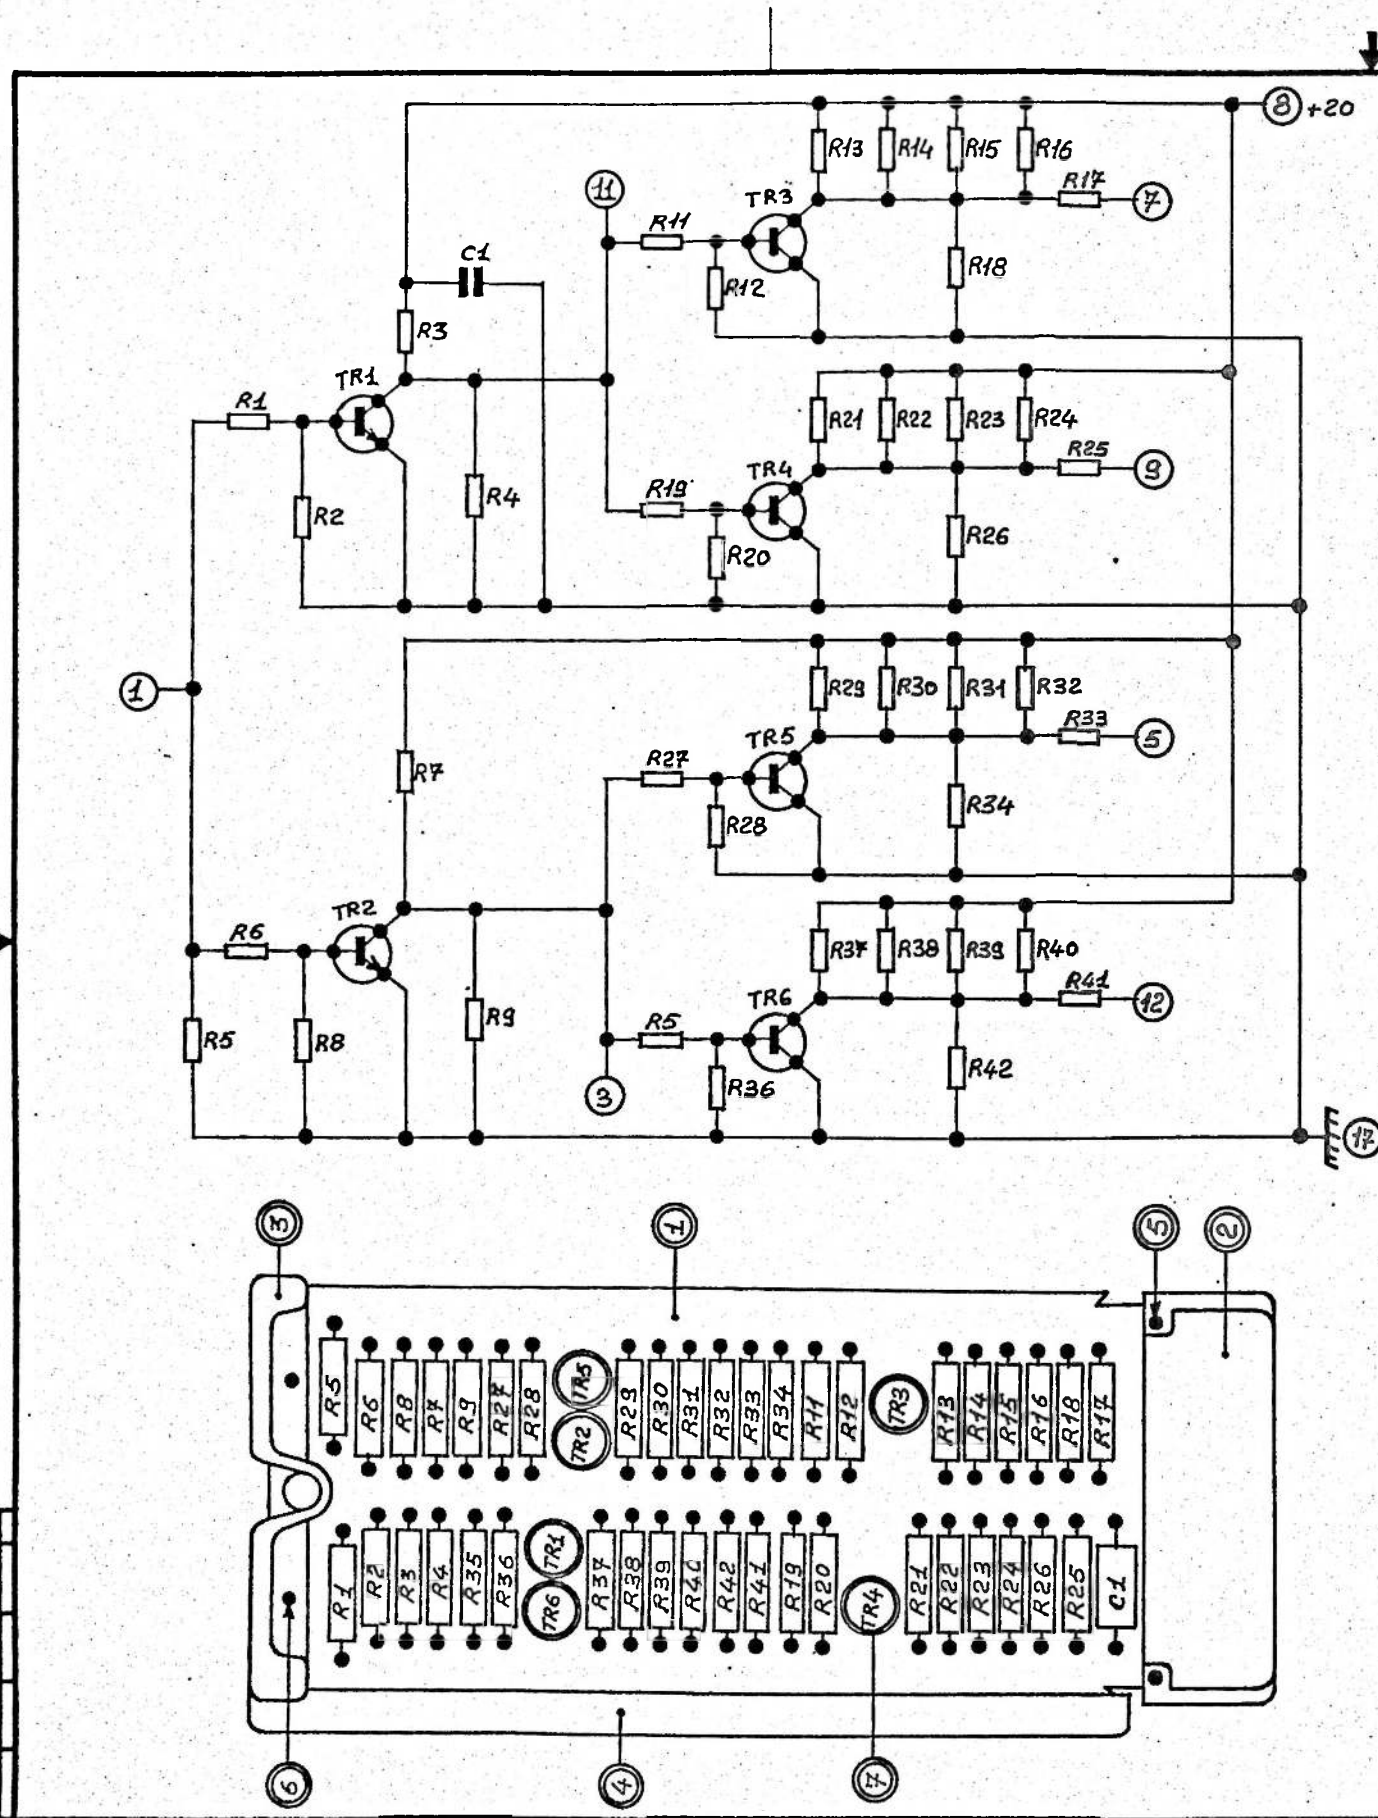 8 +20
R13 R14 R15 R16
R17
7
11
TR3
R11
C1
R12
R18
R3
TR1
R1
R21 R22 R23 R24
R25
9
TR4
R19
R4
R2
R20
R26
1
R29 R30 R31 R32
R33
5
TR5
R27
R7
R28
R34
TR2
R6
R37 R38 R39 R40
R41
12
TR6
R5
R9
R5
R8
R36
R42
3
17
3
1
5
2
R5 R6 R8 R7 R9 R27 R28 TR5 TR2 R29 R30 R31 R32 R33 R34 R11 R12 TR3 R13 R14 R15 R16 R18 R17
R1 R2 R3 R4 R35 R36 TR1 TR6 R37 R38 R39 R40 R42 R41 R19 R20 TR4 R21 R22 R23 R24 R26 R25 C1
6
4
7